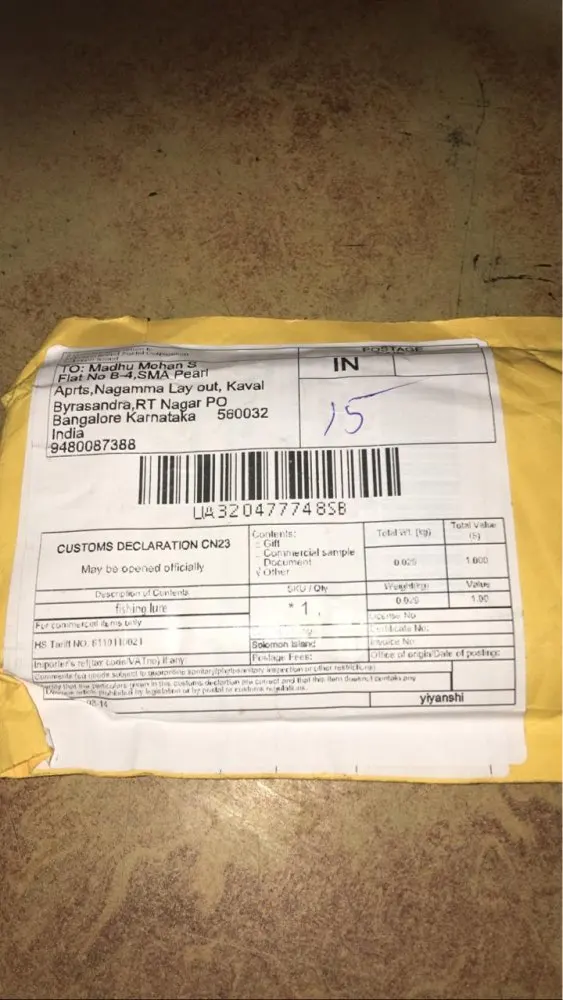 POSTAGE
TO: Madhu Mohan S
Flat No B-4,SMA Pearl
Aprts,Nagamma Lay out, Kaval
Byrasandra,RT Nagar PO
Bangalore Karnataka 560032
India
9480087388
IN
15
UA320477748SB
CUSTOMS DECLARATION CN23
May be opened officially
Contents:
Gift
Commercial sample
Document
√ Other
Total wt. (kg)
Total value
($)
0.029
1.000
Description of Contents
SKU / Qty
Weight(kg)
Value
fishing lure
* 1
0.029
1.00
For commercial items only
License No
Certificate No:
HS Tariff NO.
Solomon Island
Invoice No:
Importer's ref(tax code/VAT no) if any
Postage Fees:
Office of origin/Date of posting:
yiyanshi